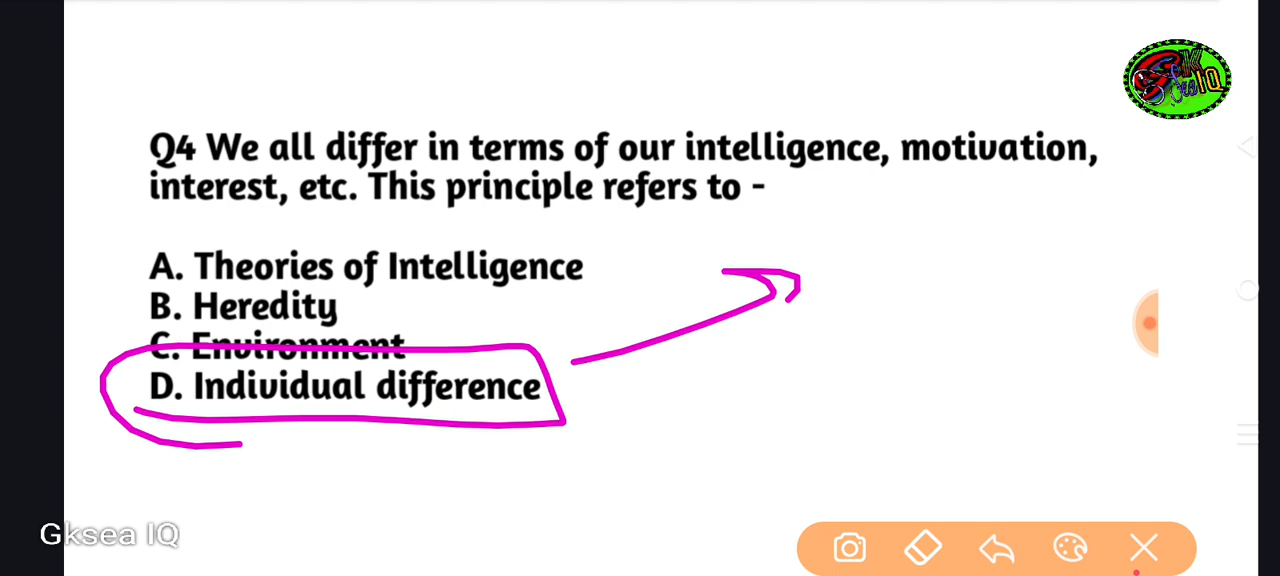 Q4 We all differ in terms of our intelligence, motivation,
interest, etc. This principle refers to -
A. Theories of Intelligence
B. Heredity
C. Environment
D. Individual difference
Gksea IQ